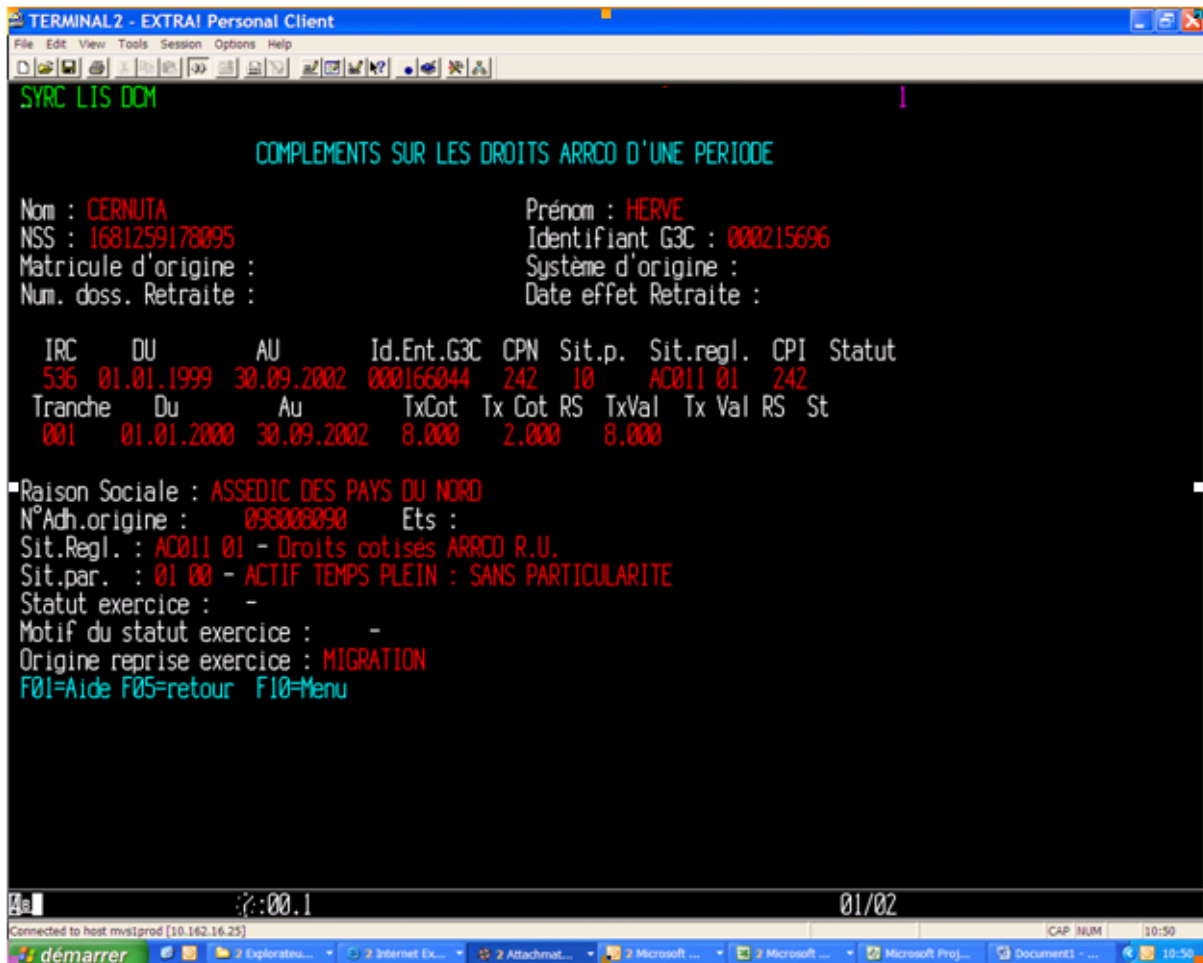 TERMINAL2 - EXTRA! Personal Client
File Edit View Tools Session Options Help
SYRC LIS DCM 1
COMPLEMENTS SUR LES DROITS ARRCO D'UNE PERIODE
Nom : CERNUTA Prénom : HERVE
NSS : 1681259178095 Identifiant G3C : 000215696
Matricule d'origine : Système d'origine :
Num. doss. Retraite : Date effet Retraite :
IRC DU AU Id.Ent.G3C CPN Sit.p. Sit.regl. CPI Statut
536 01.01.1999 30.09.2002 000166044 242 10 AC011 01 242
Tranche Du Au TxCot Tx Cot RS TxVal Tx Val RS St
001 01.01.2000 30.09.2002 8.000 2.000 8.000
Raison Sociale : ASSEDIC DES PAYS DU NORD
N°Adh.origine : 098008090 Ets :
Sit.Regl. : AC011 01 - Droits cotisés ARRCO R.U.
Sit.par. : 01 00 - ACTIF TEMPS PLEIN : SANS PARTICULARITE
Statut exercice : -
Motif du statut exercice : -
Origine reprise exercice : MIGRATION
F01=Aide F05=retour F10=Menu
:00.1 01/02
Connected to host mvs1prod [10.162.16.25] CAP NUM 10:50
démarrer 2 Explorateu... 2 Internet Ex... 2 Attachmat... 2 Microsoft ... 2 Microsoft ... Microsoft Proj... Document1 - ... 10:50